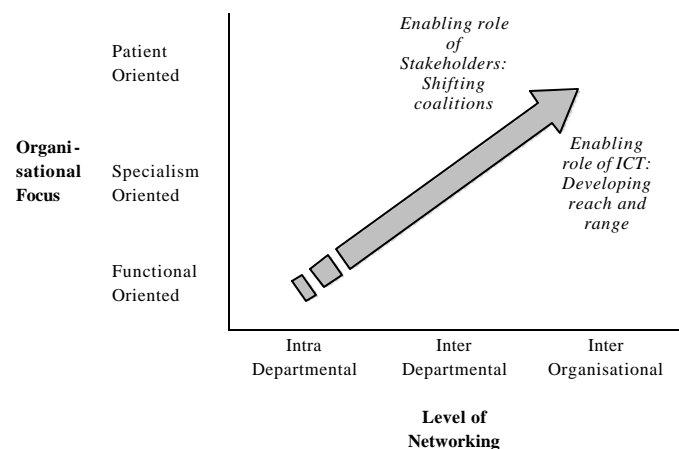 Enabling role
of
Stakeholders:
Shifting
coalitions
Patient
Oriented
Enabling
role of ICT:
Developing
reach and
range
Organi-
sational
Focus
Specialism
Oriented
Functional
Oriented
Intra
Departmental
Inter
Departmental
Inter
Organisational
Level of
Networking